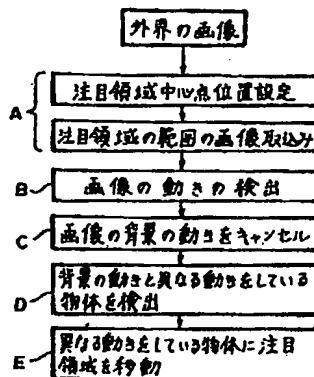 外界の画像
A
注目領域中心点位置設定
注目領域の範囲の画像取込み
B
画像の動きの検出
C
画像の背景の動きをキャンセル
D
背景の動きと異なる動きをしている
物体を検出
E
異なる動きをしている物体に注目
領域を移動